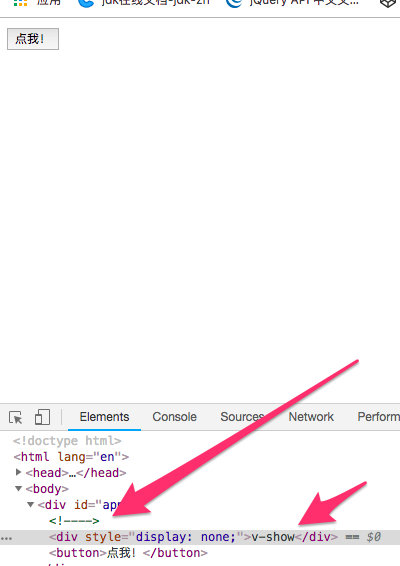 应用
jdk在线文档-jdk-zh
jQuery API 中文文...
点我!
Elements Console Sources Network Perform
<!doctype html>
<html lang="en">
<head>…</head>
<body>
<div id="app
<!---->
<div style="display: none;">v-show</div> == $0
<button>点我! </button>
</div>